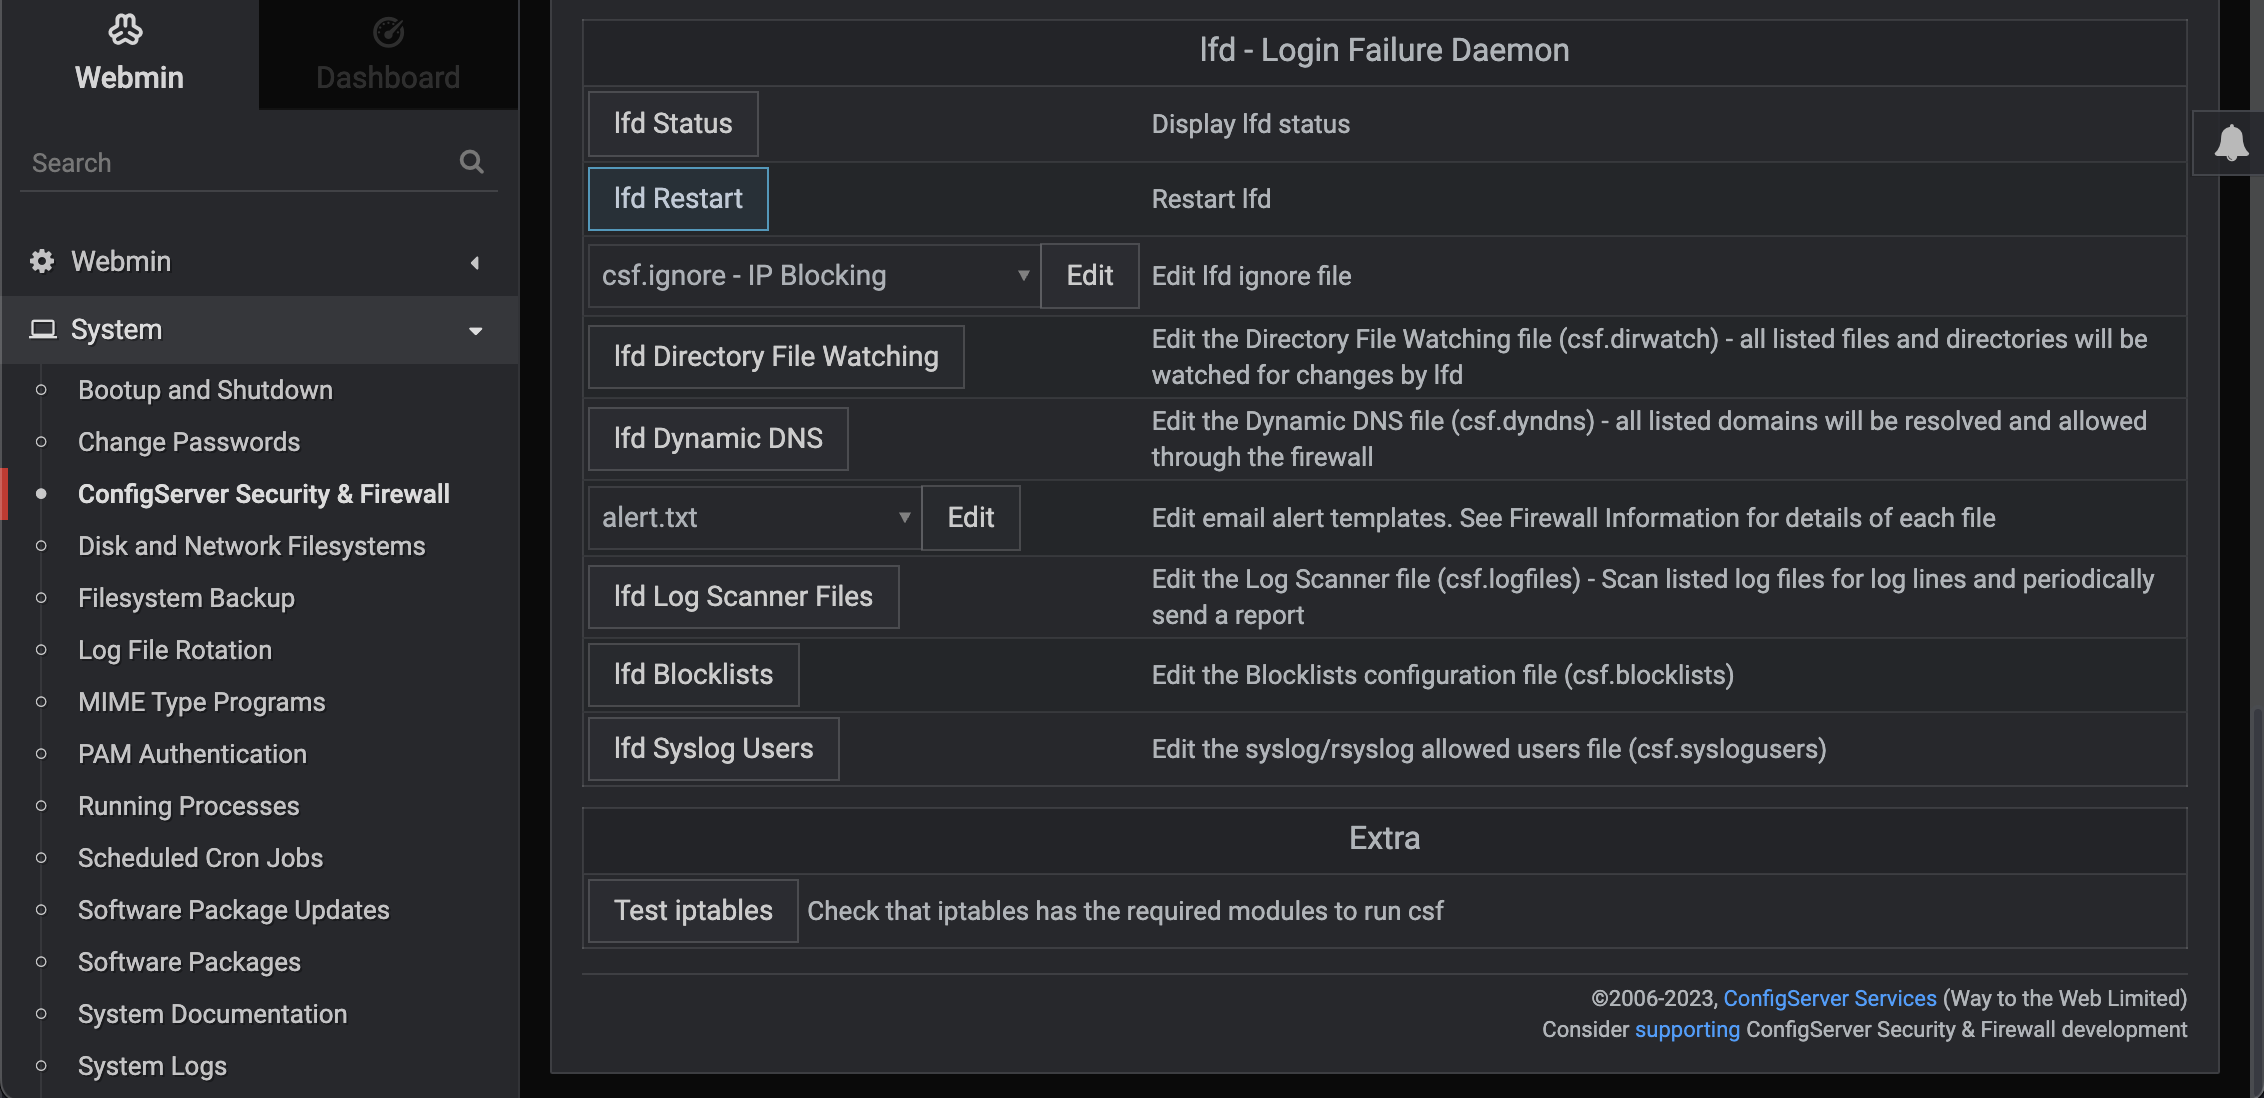 Webmin
Dashboard
Search
Webmin
System
Bootup and Shutdown
Change Passwords
ConfigServer Security & Firewall
Disk and Network Filesystems
Filesystem Backup
Log File Rotation
MIME Type Programs
PAM Authentication
Running Processes
Scheduled Cron Jobs
Software Package Updates
Software Packages
System Documentation
System Logs
lfd - Login Failure Daemon
lfd Status
Display lfd status
lfd Restart
Restart lfd
csf.ignore - IP Blocking
Edit
Edit lfd ignore file
lfd Directory File Watching
Edit the Directory File Watching file (csf.dirwatch) - all listed files and directories will be
watched for changes by lfd
lfd Dynamic DNS
Edit the Dynamic DNS file (csf.dyndns) - all listed domains will be resolved and allowed
through the firewall
alert.txt
Edit
Edit email alert templates. See Firewall Information for details of each file
lfd Log Scanner Files
Edit the Log Scanner file (csf.logfiles) - Scan listed log files for log lines and periodically
send a report
lfd Blocklists
Edit the Blocklists configuration file (csf.blocklists)
lfd Syslog Users
Edit the syslog/rsyslog allowed users file (csf.syslogusers)
Extra
Test iptables
Check that iptables has the required modules to run csf
©2006-2023, ConfigServer Services (Way to the Web Limited)
Consider supporting ConfigServer Security & Firewall development